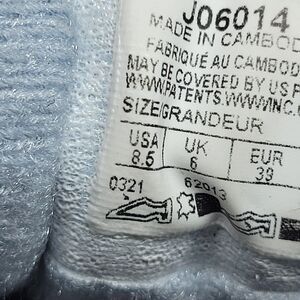 J06014
MADE IN CAMBOD
FABRIQUÉ AU CAMBOD
MAY BE COVERED BY US P
WWW.PATENTS.WWWINC.C
SIZE/GRANDEUR
USA UK EUR
8.5 6 39
0321 62013